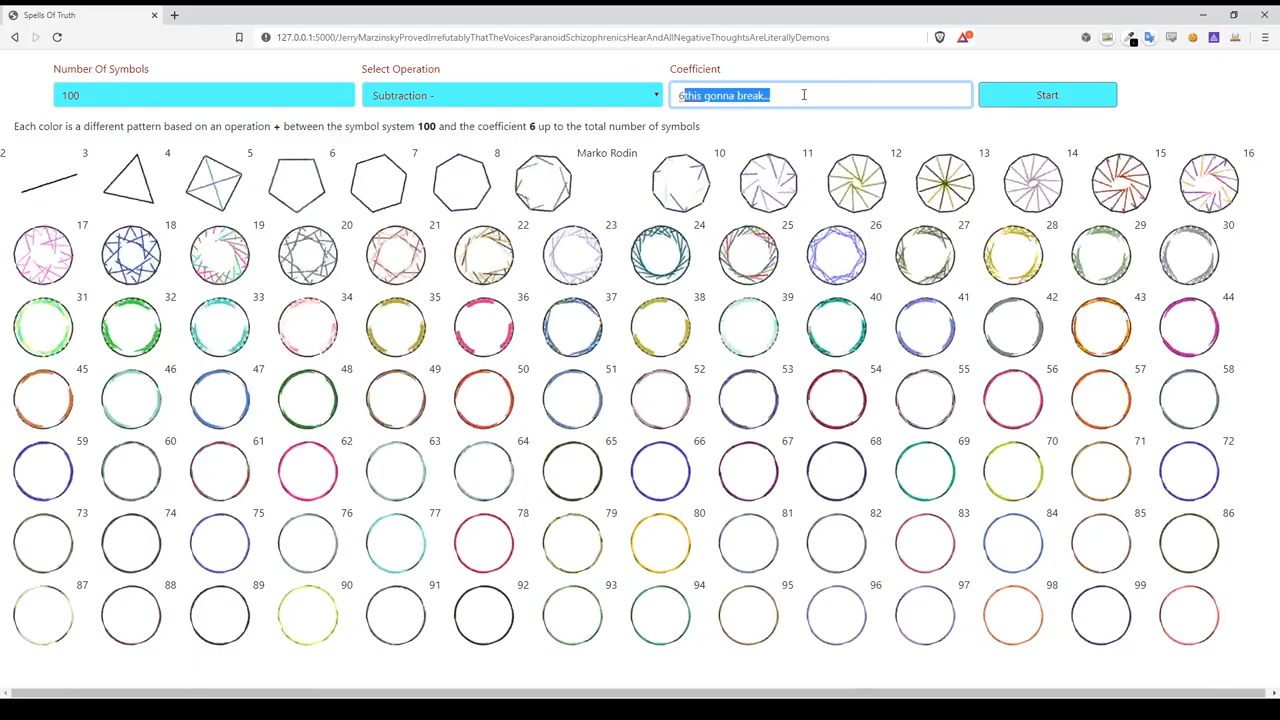 Spells Of Truth
127.0.0.1:5000/JerryMarzinskyProvedIrrefutablyThatTheVoicesParanoidSchizophrenicsHearAndAllNegativeThoughtsAreLiterallyDemons
Number Of Symbols Select Operation Coefficient
100 Subtraction - 6this gonna break... Start
Each color is a different pattern based on an operation + between the symbol system 100 and the coefficient 6 up to the total number of symbols
2 3 4 5 6 7 8 Marko Rodin 10 11 12 13 14 15 16
17 18 19 20 21 22 23 24 25 26 27 28 29 30
31 32 33 34 35 36 37 38 39 40 41 42 43 44
45 46 47 48 49 50 51 52 53 54 55 56 57 58
59 60 61 62 63 64 65 66 67 68 69 70 71 72
73 74 75 76 77 78 79 80 81 82 83 84 85 86
87 88 89 90 91 92 93 94 95 96 97 98 99